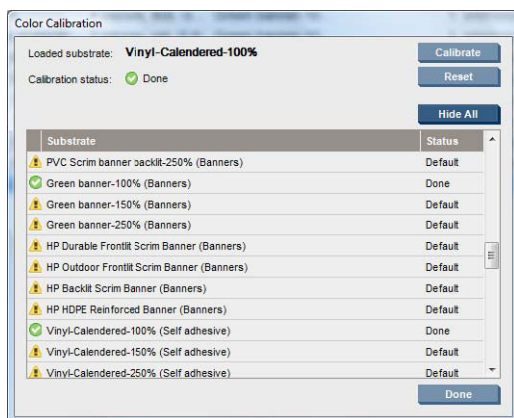 Color Calibration
Loaded substrate: Vinyl-Calendered-100% Calibrate
Calibration status: Done Reset
Hide All
Substrate Status
PVC Scrim banner backlit-250% (Banners) Default
Green banner-100% (Banners) Done
Green banner-150% (Banners) Default
Green banner-250% (Banners) Default
HP Durable Frontlit Scrim Banner (Banners) Default
HP Outdoor Frontlit Scrim Banner (Banners) Default
HP Backlit Scrim Banner (Banners) Default
HP HDPE Reinforced Banner (Banners) Default
Vinyl-Calendered-100% (Self adhesive) Done
Vinyl-Calendered-150% (Self adhesive) Default
Vinyl-Calendered-250% (Self adhesive) Default
Done